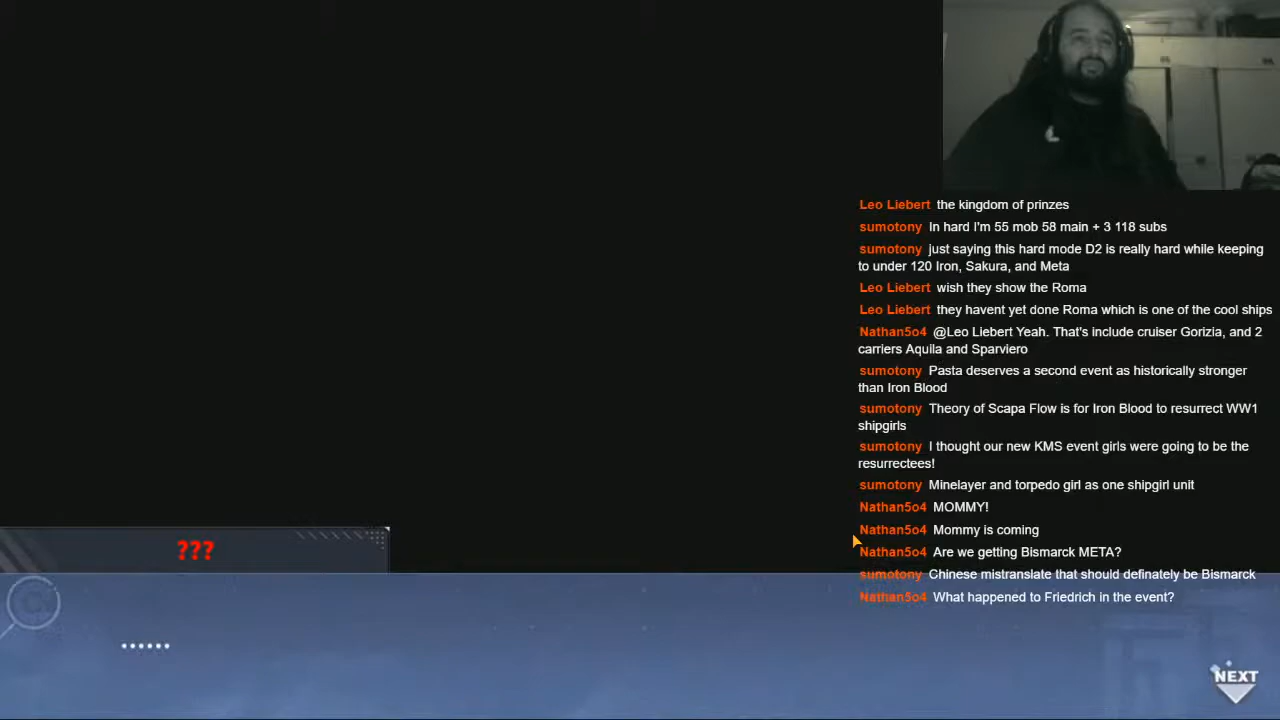 Leo Liebert the kingdom of prinzes
sumotony In hard I'm 55 mob 58 main + 3 118 subs
sumotony just saying this hard mode D2 is really hard while keeping
to under 120 Iron, Sakura, and Meta
Leo Liebert wish they show the Roma
Leo Liebert they havent yet done Roma which is one of the cool ships
Nathan5o4 @Leo Liebert Yeah. That's include cruiser Gorizia, and 2
carriers Aquila and Sparviero
sumotony Pasta deserves a second event as historically stronger
than Iron Blood
sumotony Theory of Scapa Flow is for Iron Blood to resurrect WW1
shipgirls
sumotony I thought our new KMS event girls were going to be the
resurrectees!
sumotony Minelayer and torpedo girl as one shipgirl unit
Nathan5o4 MOMMY!
Nathan5o4 Mommy is coming
Nathan5o4 Are we getting Bismarck META?
sumotony Chinese mistranslate that should definately be Bismarck
Nathan5o4 What happened to Friedrich in the event?
???
......
NEXT